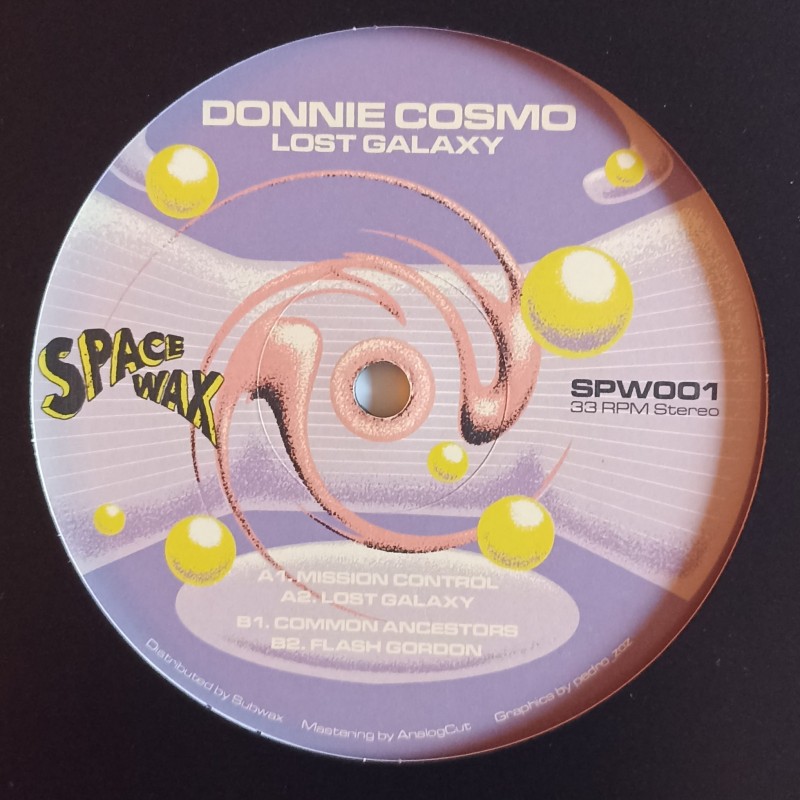 DONNIE COSMO
LOST GALAXY
SPACE
WAX
SPW001
33 RPM Stereo
A1. MISSION CONTROL
A2. LOST GALAXY
B1. COMMON ANCESTORS
B2. FLASH GORDON
Distributed by Subwax
Mastering by AnalogCut
Graphics by pedro_zoz